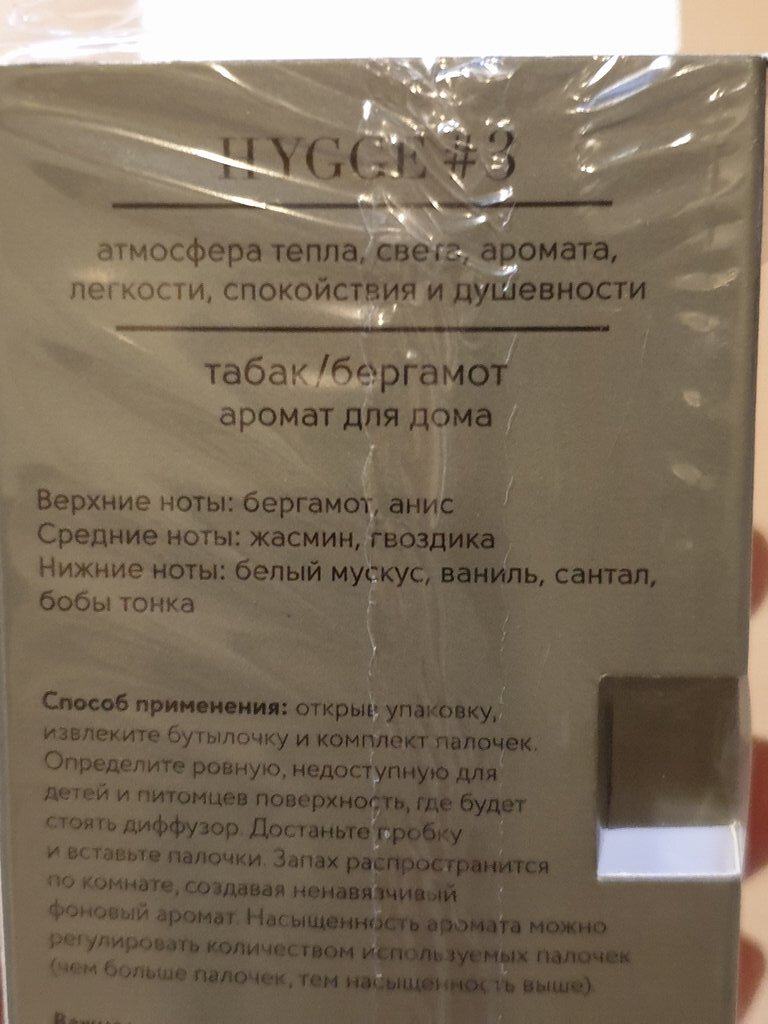 HYGGE #3
атмосфера тепла, света, аромата,
легкости, спокойствия и душевности
табак/бергамот
аромат для дома
Верхние ноты: бергамот, анис
Средние ноты: жасмин, гвоздика
Нижние ноты: белый мускус, ваниль, сантал,
бобы тонка
Способ применения: открыв упаковку,
извлеките бутылочку и комплект палочек.
Определите ровную, недоступную для
детей и питомцев поверхность, где будет
стоять диффузор. Достаньте пробку
и вставьте палочки. Запах распространится
по комнате, создавая ненавязчивый
фоновый аромат. Насыщенность аромата можно
регулировать количеством используемых палочек
(чем больше палочек, тем насыщенность выше).